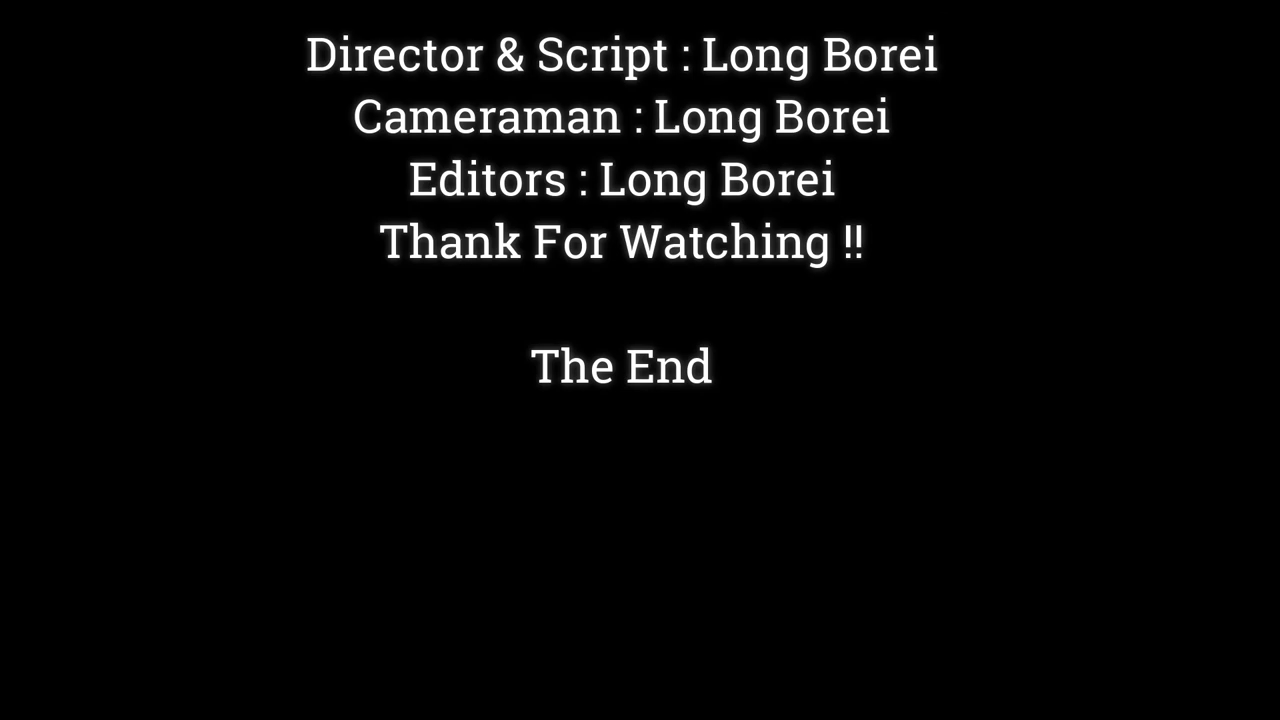 Director & Script : Long Borei
Cameraman : Long Borei
Editors : Long Borei
Thank For Watching !!
The End